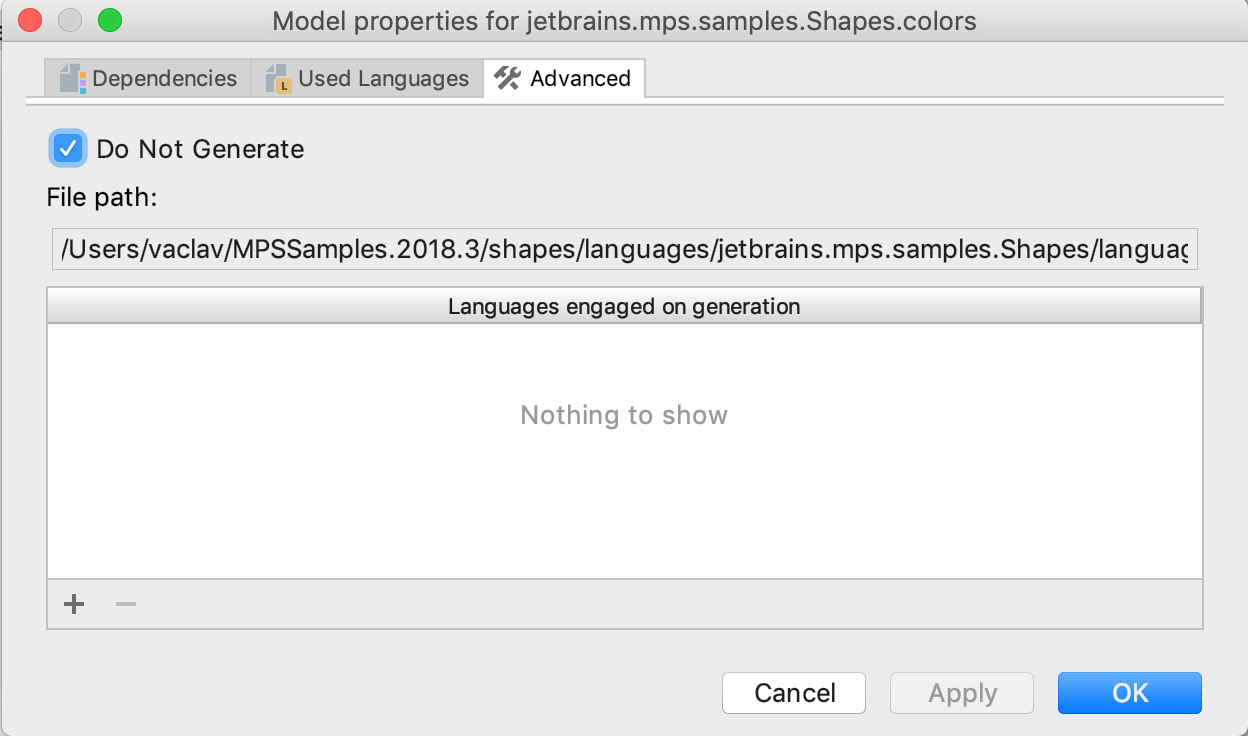 Model properties for jetbrains.mps.samples.Shapes.colors
Dependencies
L Used Languages
Advanced
Do Not Generate
File path:
/Users/vaclav/MPSSamples.2018.3/shapes/languages/jetbrains.mps.samples.Shapes/languag
Languages engaged on generation
Nothing to show
Cancel
Apply
OK